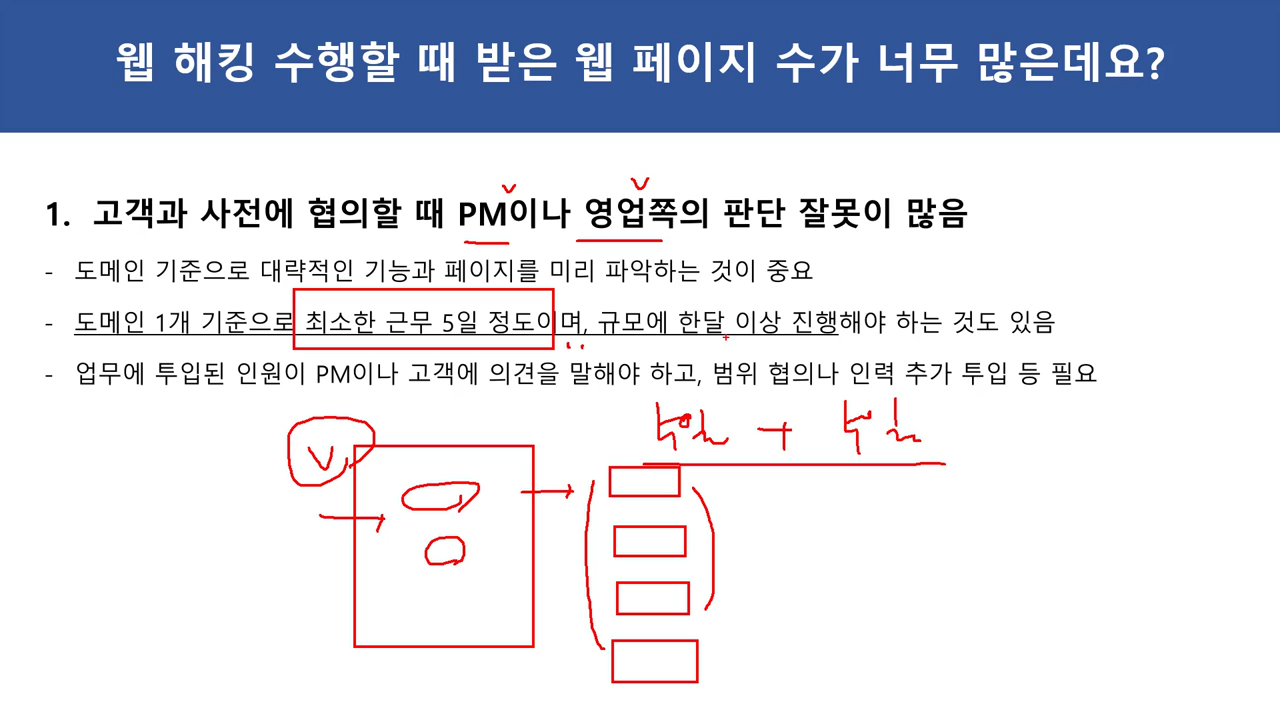 웹 해킹 수행할 때 받은 웹 페이지 수가 너무 많은데요?
1. 고객과 사전에 협의할 때 PM이나 영업쪽의 판단 잘못이 많음
- 도메인 기준으로 대략적인 기능과 페이지를 미리 파악하는 것이 중요
- 도메인 1개 기준으로 최소한 근무 5일 정도이며, 규모에 한달 이상 진행해야 하는 것도 있음
- 업무에 투입된 인원이 PM이나 고객에 의견을 말해야 하고, 범위 협의나 인력 추가 투입 등 필요